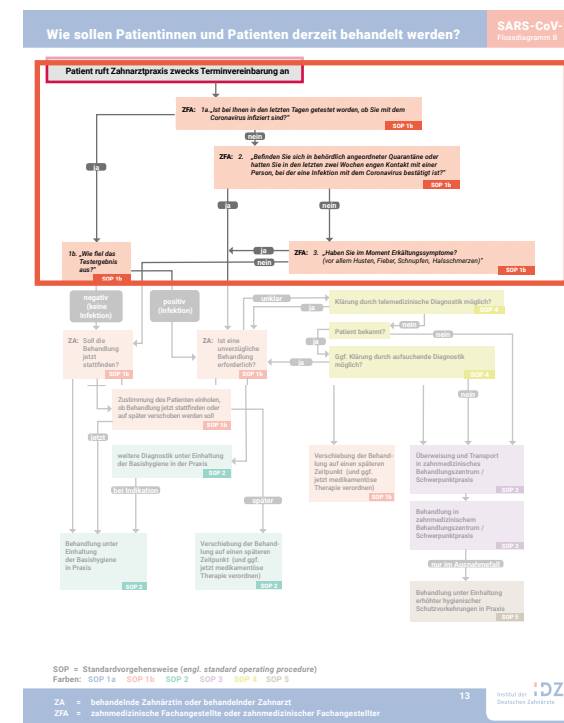 Wie sollen Patientinnen und Patienten derzeit behandelt werden?
SARS-CoV-
Flussdiagramm B
Patient ruft Zahnarztpraxis zwecks Terminvereinbarung an
ZFA: 1a „Ist bei Ihnen in den letzten Tagen getestet worden, ob Sie mit dem
Coronavirus infiziert sind?“
SOP 1b
nein
ZFA: 2. „Befinden Sie sich in behördlich angeordneter Quarantäne oder
hatten Sie in den letzten zwei Wochen engen Kontakt mit einer
Person, bei der eine Infektion mit dem Coronavirus bestätigt ist?“
SOP 1b
ja
ja
nein
1b. „Wie fiel das
Testergebnis
aus?“
SOP 1b
ja
nein
ZFA: 3. „Haben Sie im Moment Erkältungssymptome?
(vor allem Husten, Fieber, Schnupfen, Halsschmerzen)“
SOP 1b
negativ
(keine
Infektion)
positiv
(Infektion)
unklar
ja
Klärung durch telemedizinische Diagnostik möglich?
SOP 4
nein
ZA: Soll die
Behandlung
jetzt
stattfinden?
SOP 1b
ZA: Ist eine
unverzügliche
Behandlung
erforderlich?
SOP 1b
Patient bekannt?
nein
ja
ja
Ggf. Klärung durch aufsuchende Diagnostik
möglich?
SOP 4
nein
Zustimmung des Patienten einholen,
ob Behandlung jetzt stattfinden oder
auf später verschoben werden soll
SOP 1b
jetzt
weitere Diagnostik unter Einhaltung
der Basishygiene in der Praxis
SOP 2
bei Indikation
später
Verschiebung der Behand-
lung auf einen späteren
Zeitpunkt (und ggf.
jetzt medikamentöse
Therapie verordnen)
SOP 1b
Überweisung und Transport
in zahnmedizinisches
Behandlungszentrum /
Schwerpunktpraxis
SOP 3
Behandlung in
zahnmedizinischem
Behandlungszentrum /
Schwerpunktpraxis
SOP 3
Behandlung unter
Einhaltung
der Basishygiene
in Praxis
SOP 2
Verschiebung der Behand-
lung auf einen späteren
Zeitpunkt (und ggf.
jetzt medikamentöse
Therapie verordnen)
SOP 2
nur im Ausnahmefall
Behandlung unter Einhaltung
erhöhter hygienischer
Schutzvorkehrungen in Praxis
SOP 5
SOP = Standardvorgehensweise (engl. standard operating procedure)
Farben: SOP 1a SOP 1b SOP 2 SOP 3 SOP 4 SOP 5
ZA = behandelnde Zahnärztin oder behandelnder Zahnarzt
ZFA = zahnmedizinische Fachangestellte oder zahnmedizinischer Fachangestellter
13
Institut der
Deutschen Zahnärzte
IDZ